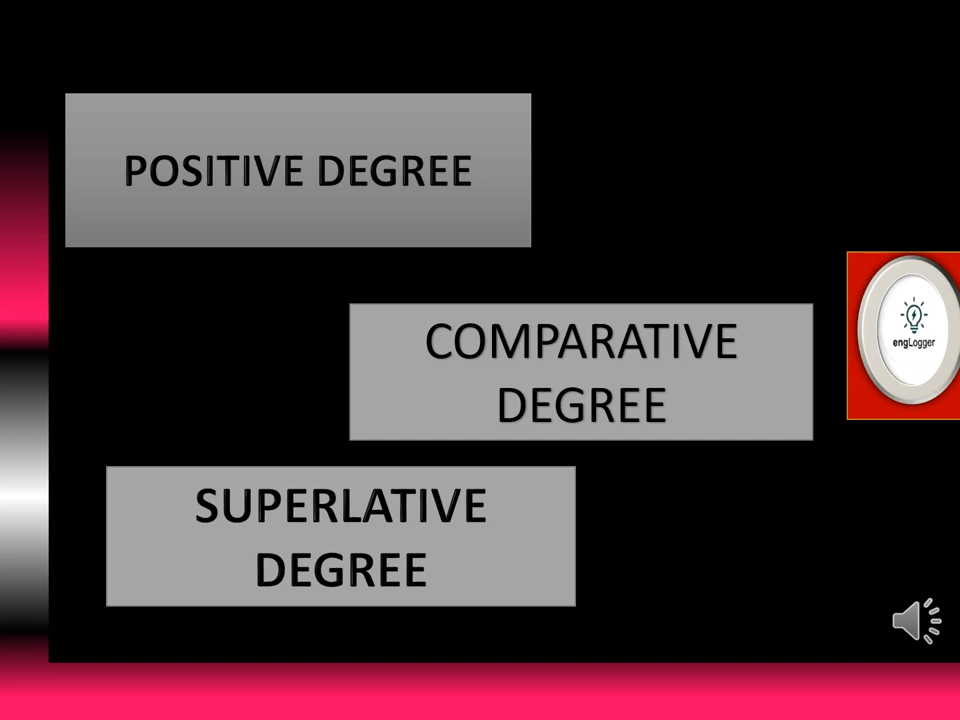 POSITIVE DEGREE
COMPARATIVE
DEGREE
engLogger
SUPERLATIVE
DEGREE